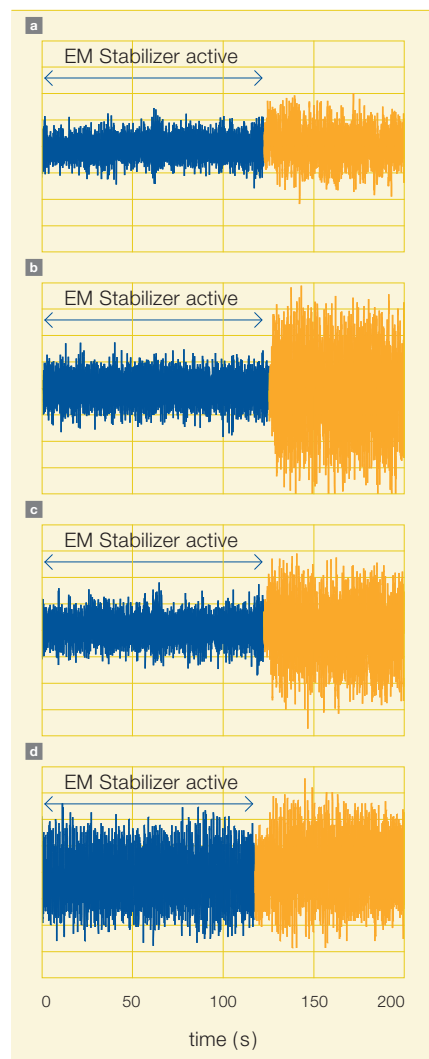 a
EM Stabilizer active
b
EM Stabilizer active
c
EM Stabilizer active
d
EM Stabilizer active
0 50 100 150 200
time (s)